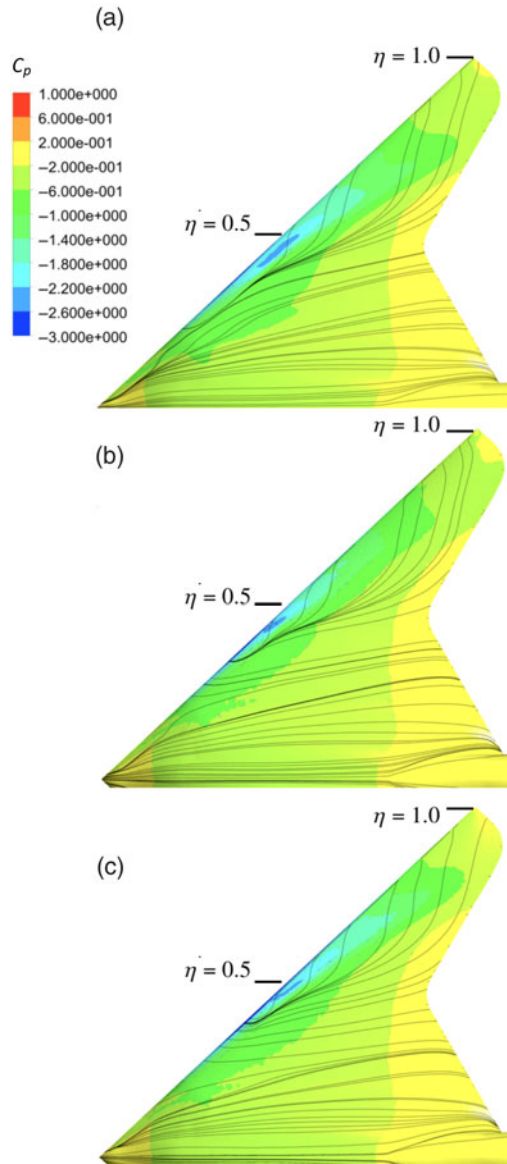 (a)
η = 1.0
Cp
1.000e+000
6.000e-001
2.000e-001
−2.000e-001
−6.000e-001
−1.000e+000
−1.400e+000
−1.800e+000
−2.200e+000
−2.600e+000
−3.000e+000
η = 0.5
(b)
η = 1.0
η = 0.5
(c)
η = 1.0
η = 0.5